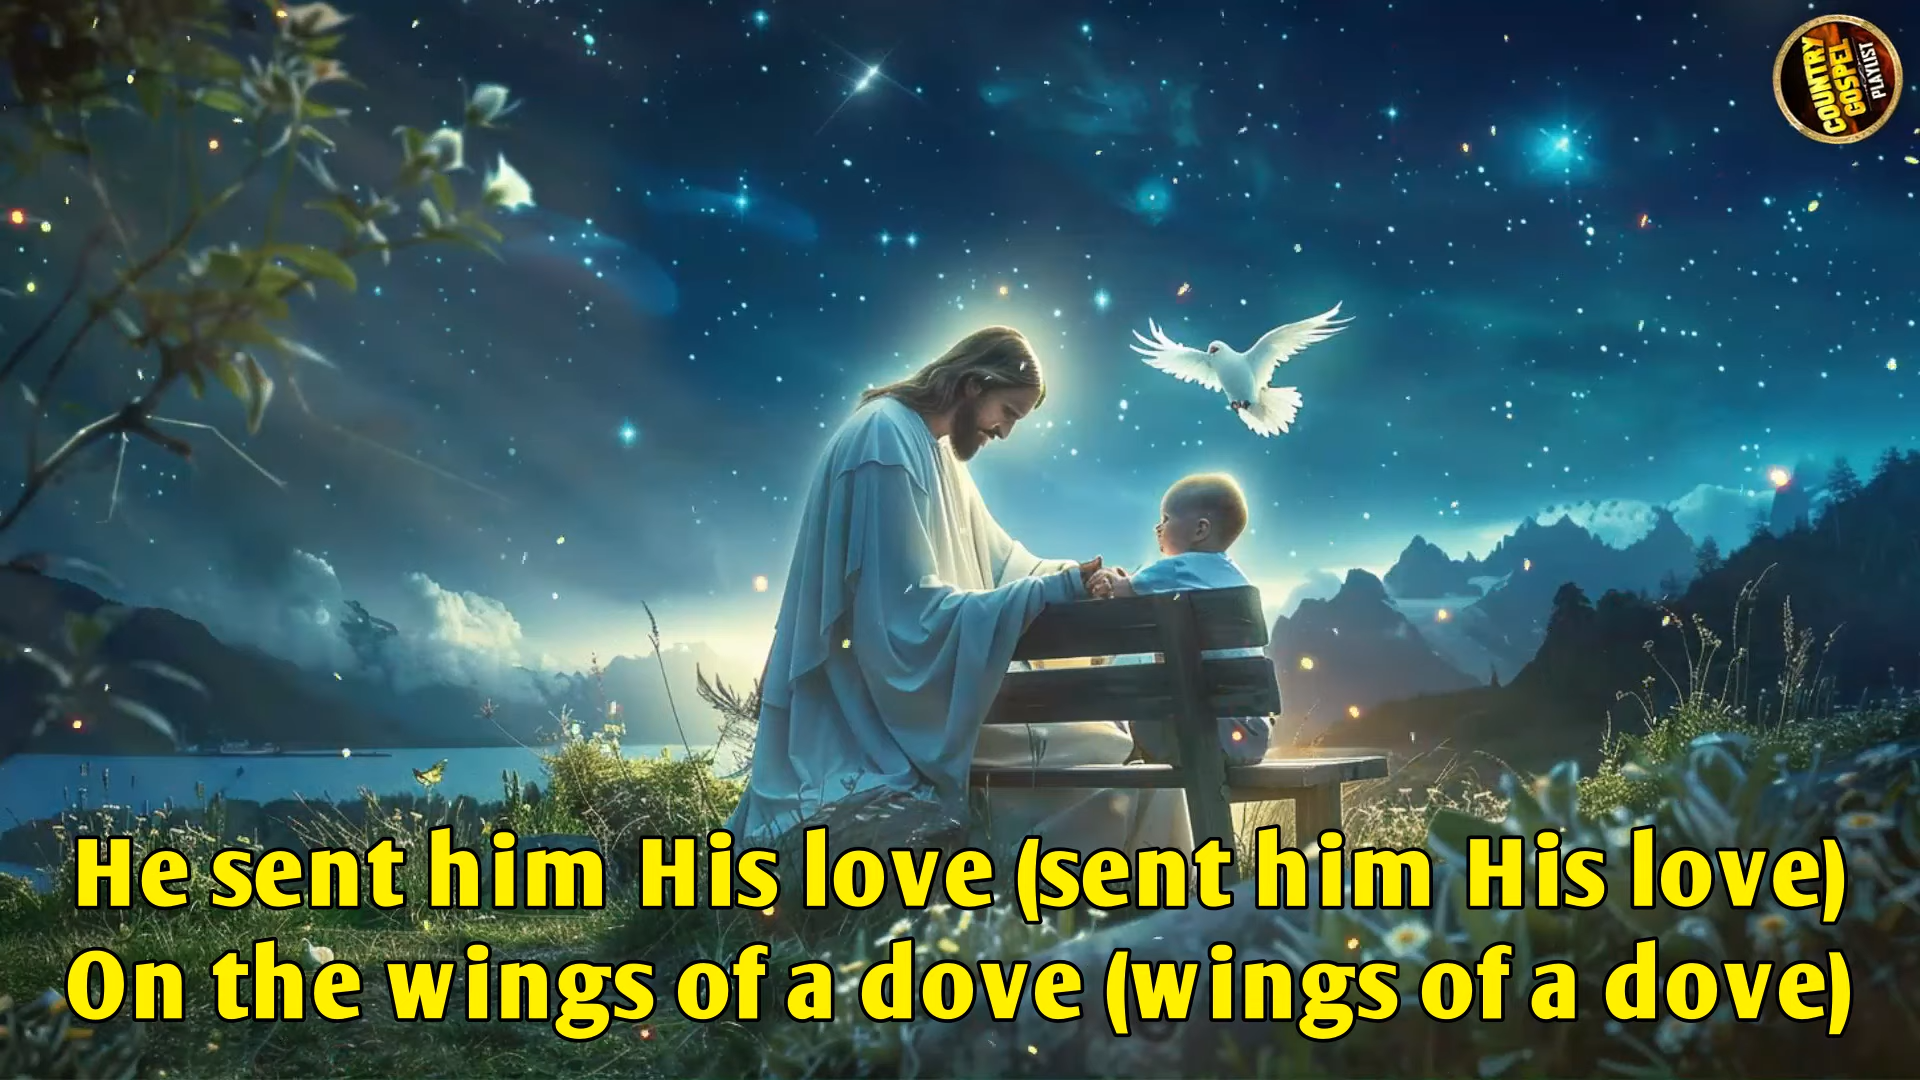 COUNTRY
GOSPEL
PLAYLIST
He sent him His love (sent him His love)
On the wings of a dove (wings of a dove)